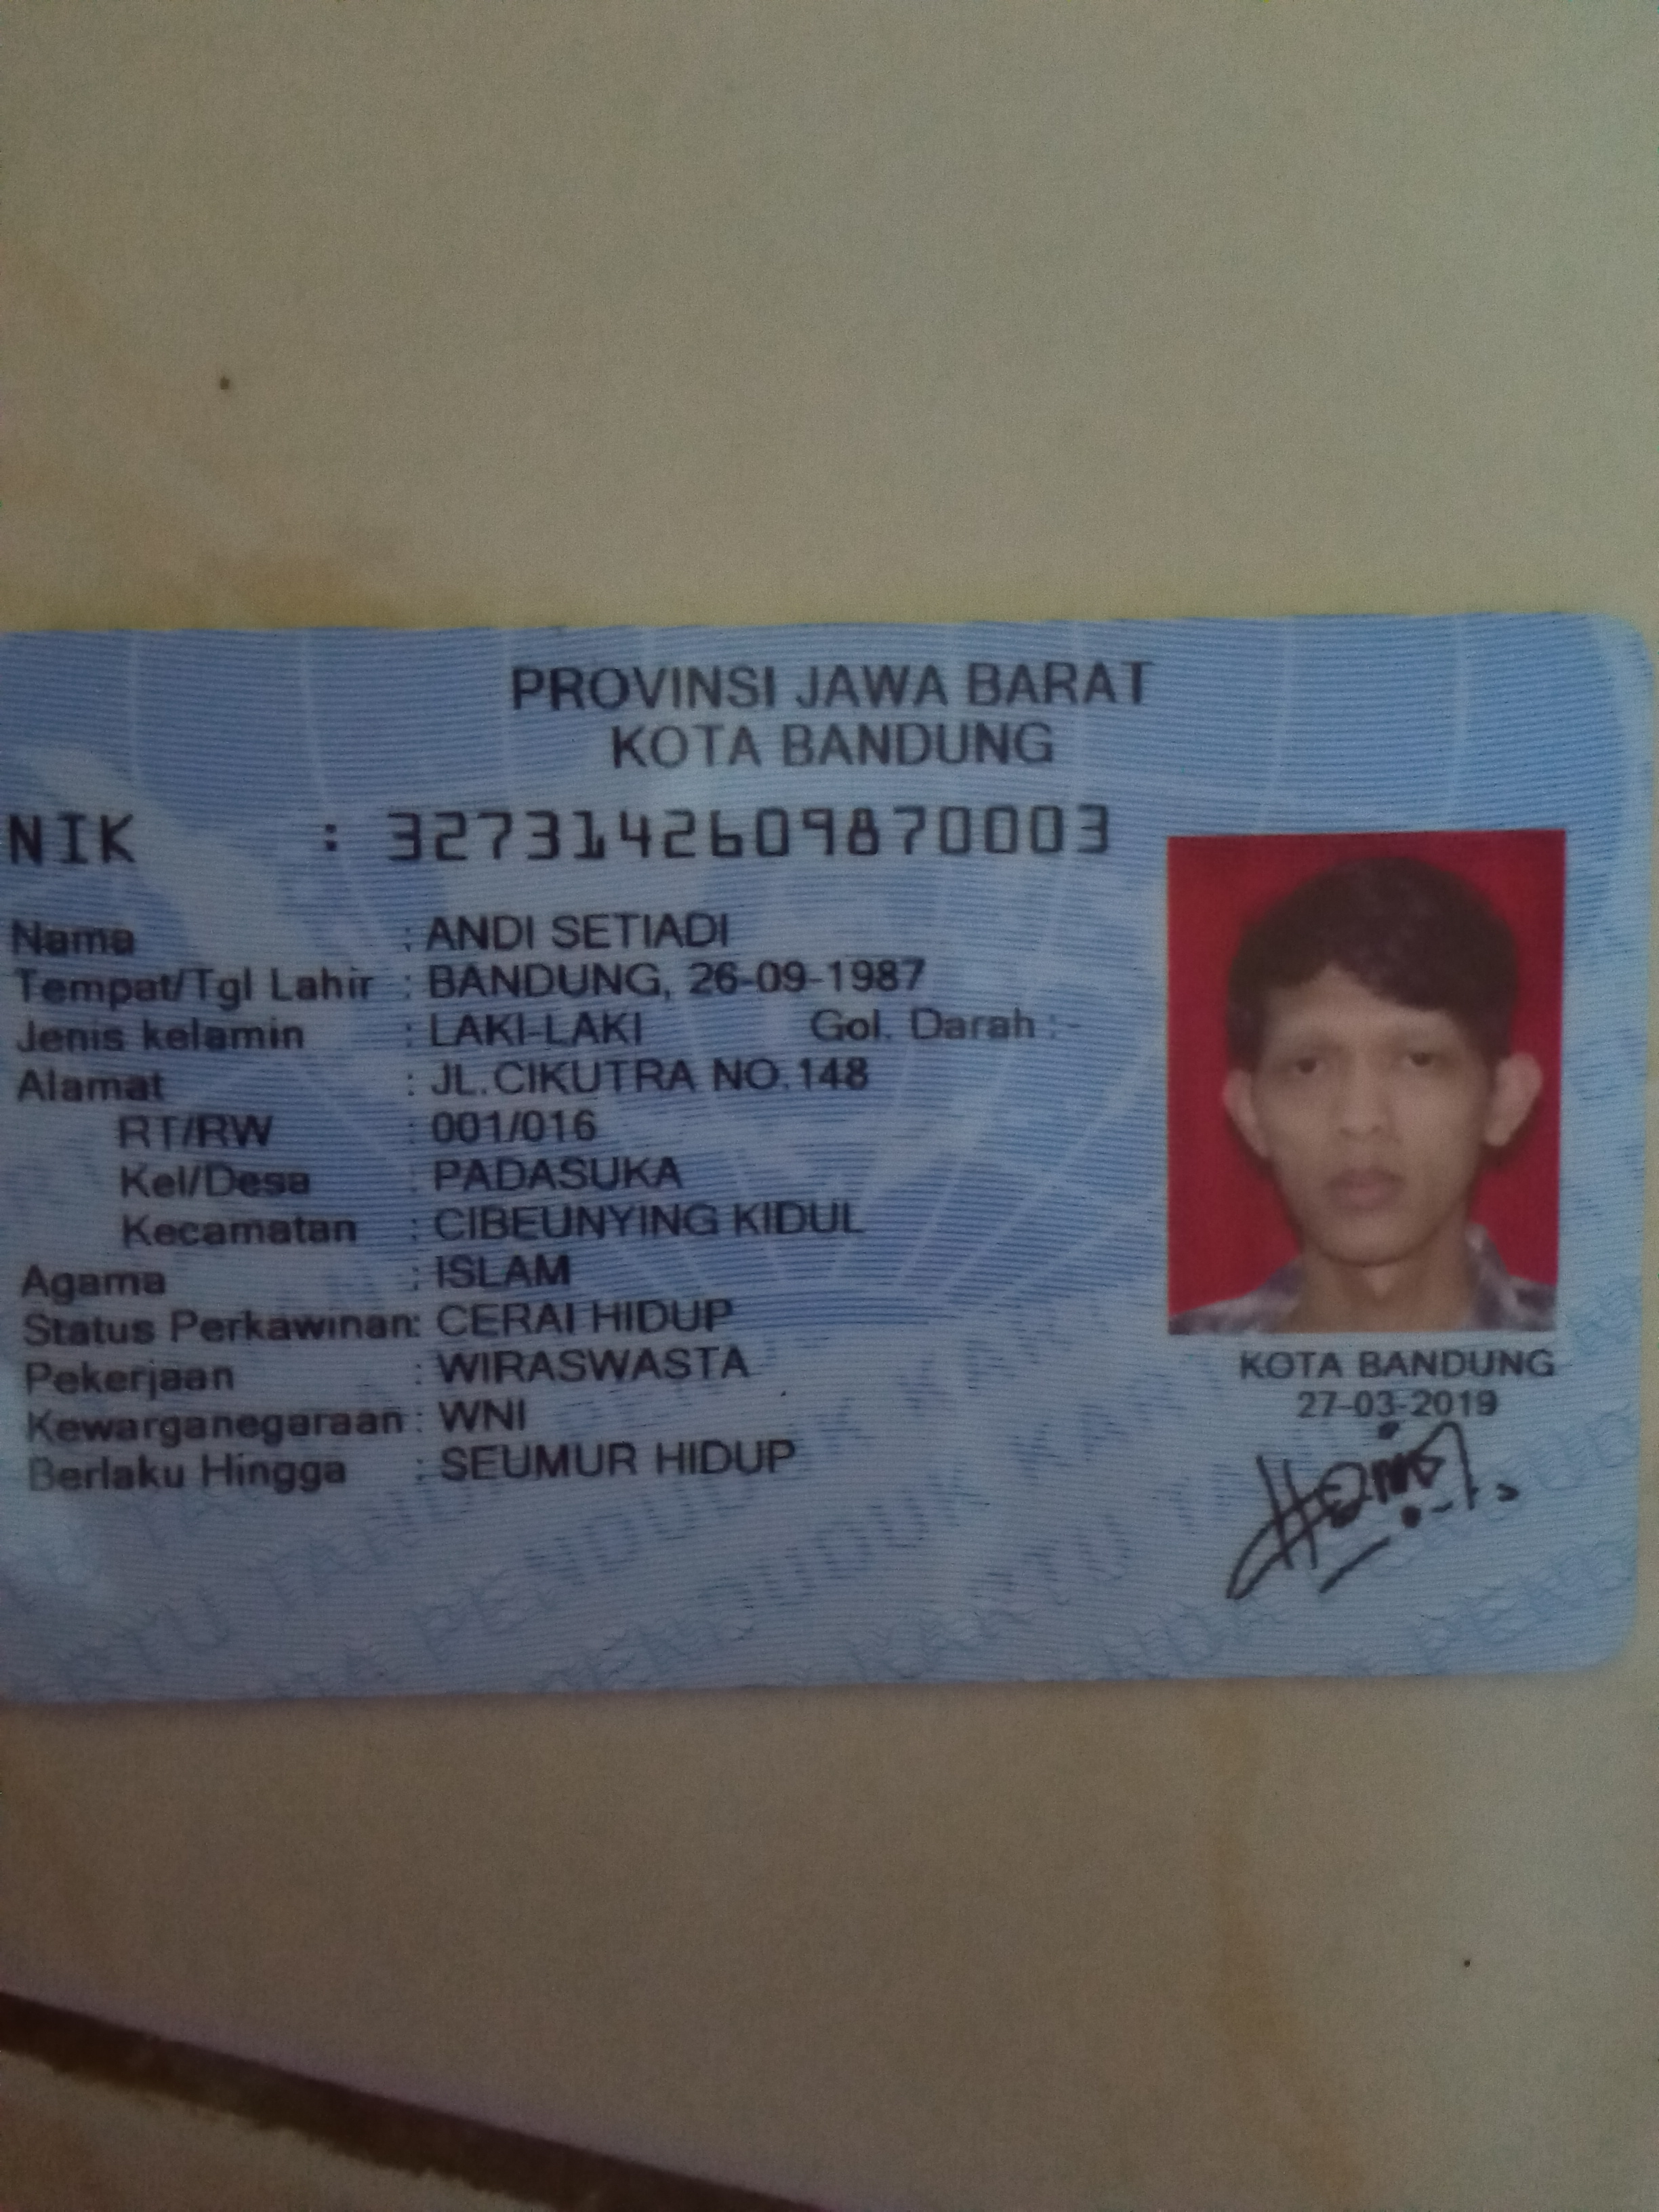 PROVINSI JAWA BARAT
KOTA BANDUNG
NIK : 3273142609870003
Nama : ANDI SETIADI
Tempat/Tgl Lahir : BANDUNG, 26-09-1987
Jenis kelamin : LAKI-LAKI Gol. Darah : -
Alamat : JL.CIKUTRA NO.148
RT/RW : 001/016
Kel/Desa : PADASUKA
Kecamatan : CIBEUNYING KIDUL
Agama : ISLAM
Status Perkawinan: CERAI HIDUP
Pekerjaan : WIRASWASTA
Kewarganegaraan : WNI
Berlaku Hingga : SEUMUR HIDUP
KOTA BANDUNG
27-03-2019